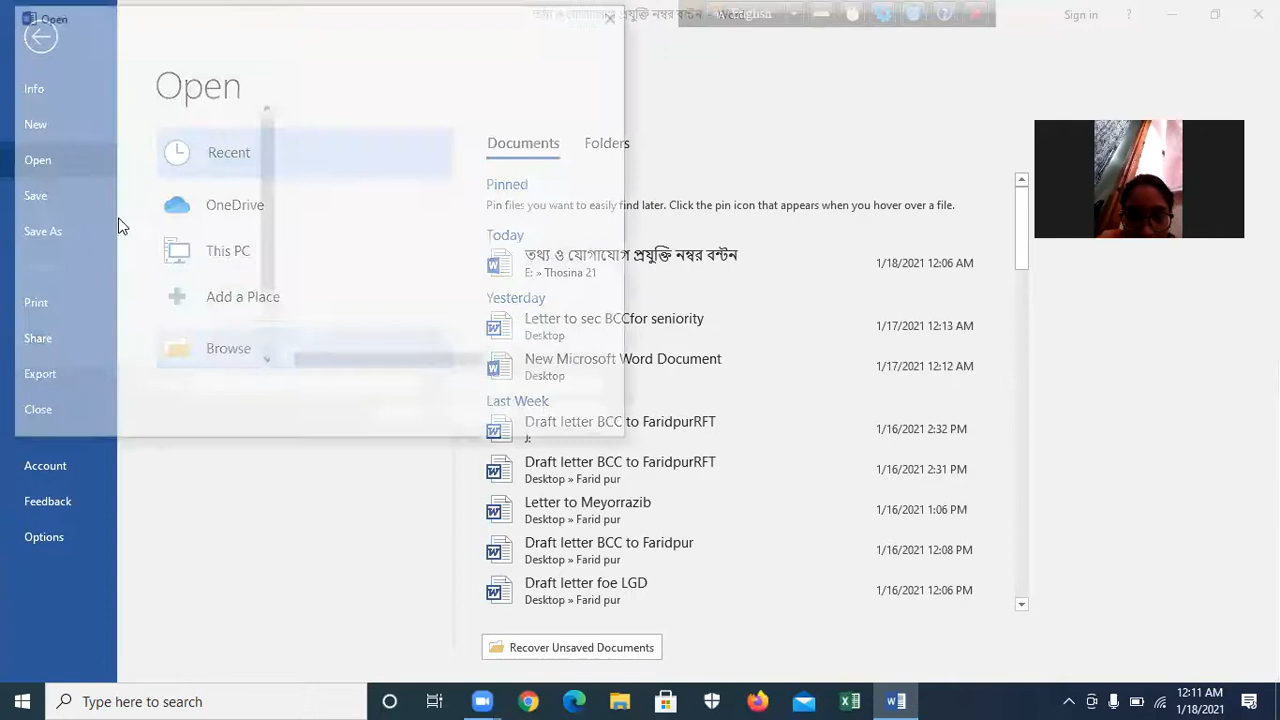 Open
তথ্য ও যোগাযোগ প্রযুক্তি নম্বর বন্টন - Word
English
Sign in
?
Info
New
Open
Save
Save As
Print
Share
Export
Close
Account
Feedback
Options
Open
Recent
OneDrive
This PC
Add a Place
Browse
Documents Folders
Pinned
Pin files you want to easily find later. Click the pin icon that appears when you hover over a file.
Today
তথ্য ও যোগাযোগ প্রযুক্তি নম্বর বন্টন 1/18/2021 12:06 AM
E: » Thosina 21
Yesterday
Letter to sec BCCfor seniority 1/17/2021 12:13 AM
Desktop
New Microsoft Word Document 1/17/2021 12:12 AM
Desktop
Last Week
Draft letter BCC to FaridpurRFT 1/16/2021 2:32 PM
J:
Draft letter BCC to FaridpurRFT 1/16/2021 2:31 PM
Desktop » Farid pur
Letter to Meyorrazib 1/16/2021 1:06 PM
Desktop » Farid pur
Draft letter BCC to Faridpur 1/16/2021 12:08 PM
Desktop » Farid pur
Draft letter foe LGD 1/16/2021 12:06 PM
Desktop » Farid pur
Recover Unsaved Documents
Type here to search
12:11 AM
1/18/2021